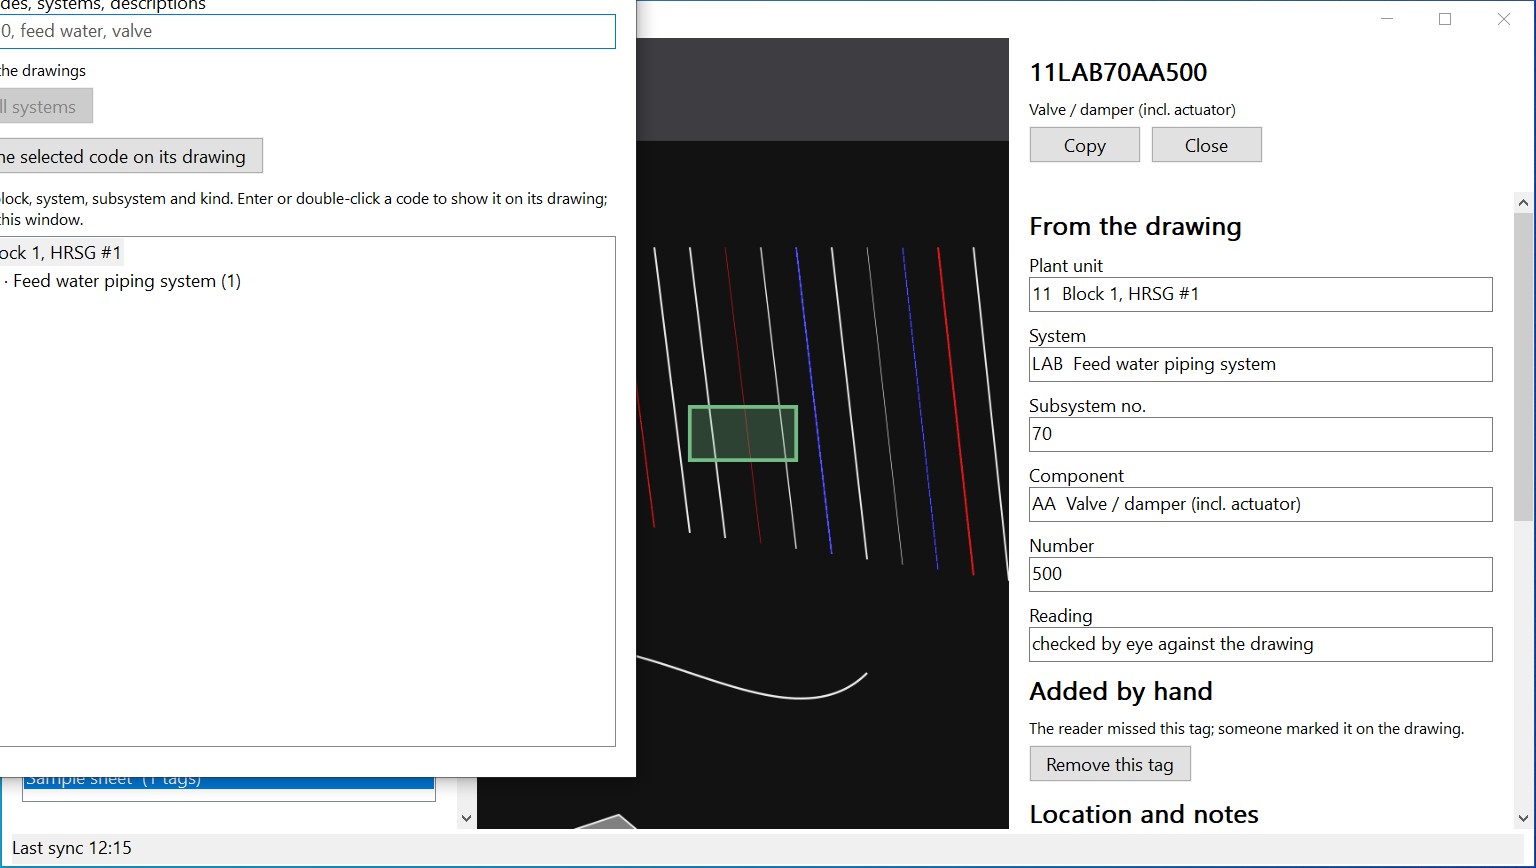 des, systems, descriptions
0, feed water, valve
the drawings
ll systems
ne selected code on its drawing
lock, system, subsystem and kind. Enter or double-click a code to show it on its drawing;
this window.
ock 1, HRSG #1
· Feed water piping system (1)
Sample sheet (1 tags)
Last sync 12:15
11LAB70AA500
Valve / damper (incl. actuator)
Copy
Close
From the drawing
Plant unit
11 Block 1, HRSG #1
System
LAB Feed water piping system
Subsystem no.
70
Component
AA Valve / damper (incl. actuator)
Number
500
Reading
checked by eye against the drawing
Added by hand
The reader missed this tag; someone marked it on the drawing.
Remove this tag
Location and notes